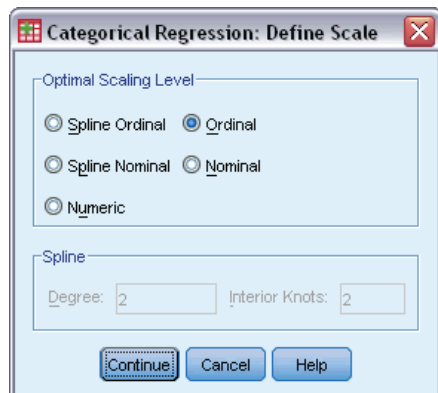 Categorical Regression: Define Scale
Optimal Scaling Level
Spline Ordinal Ordinal
Spline Nominal Nominal
Numeric
Spline
Degree: 2 Interior Knots: 2
Continue Cancel Help